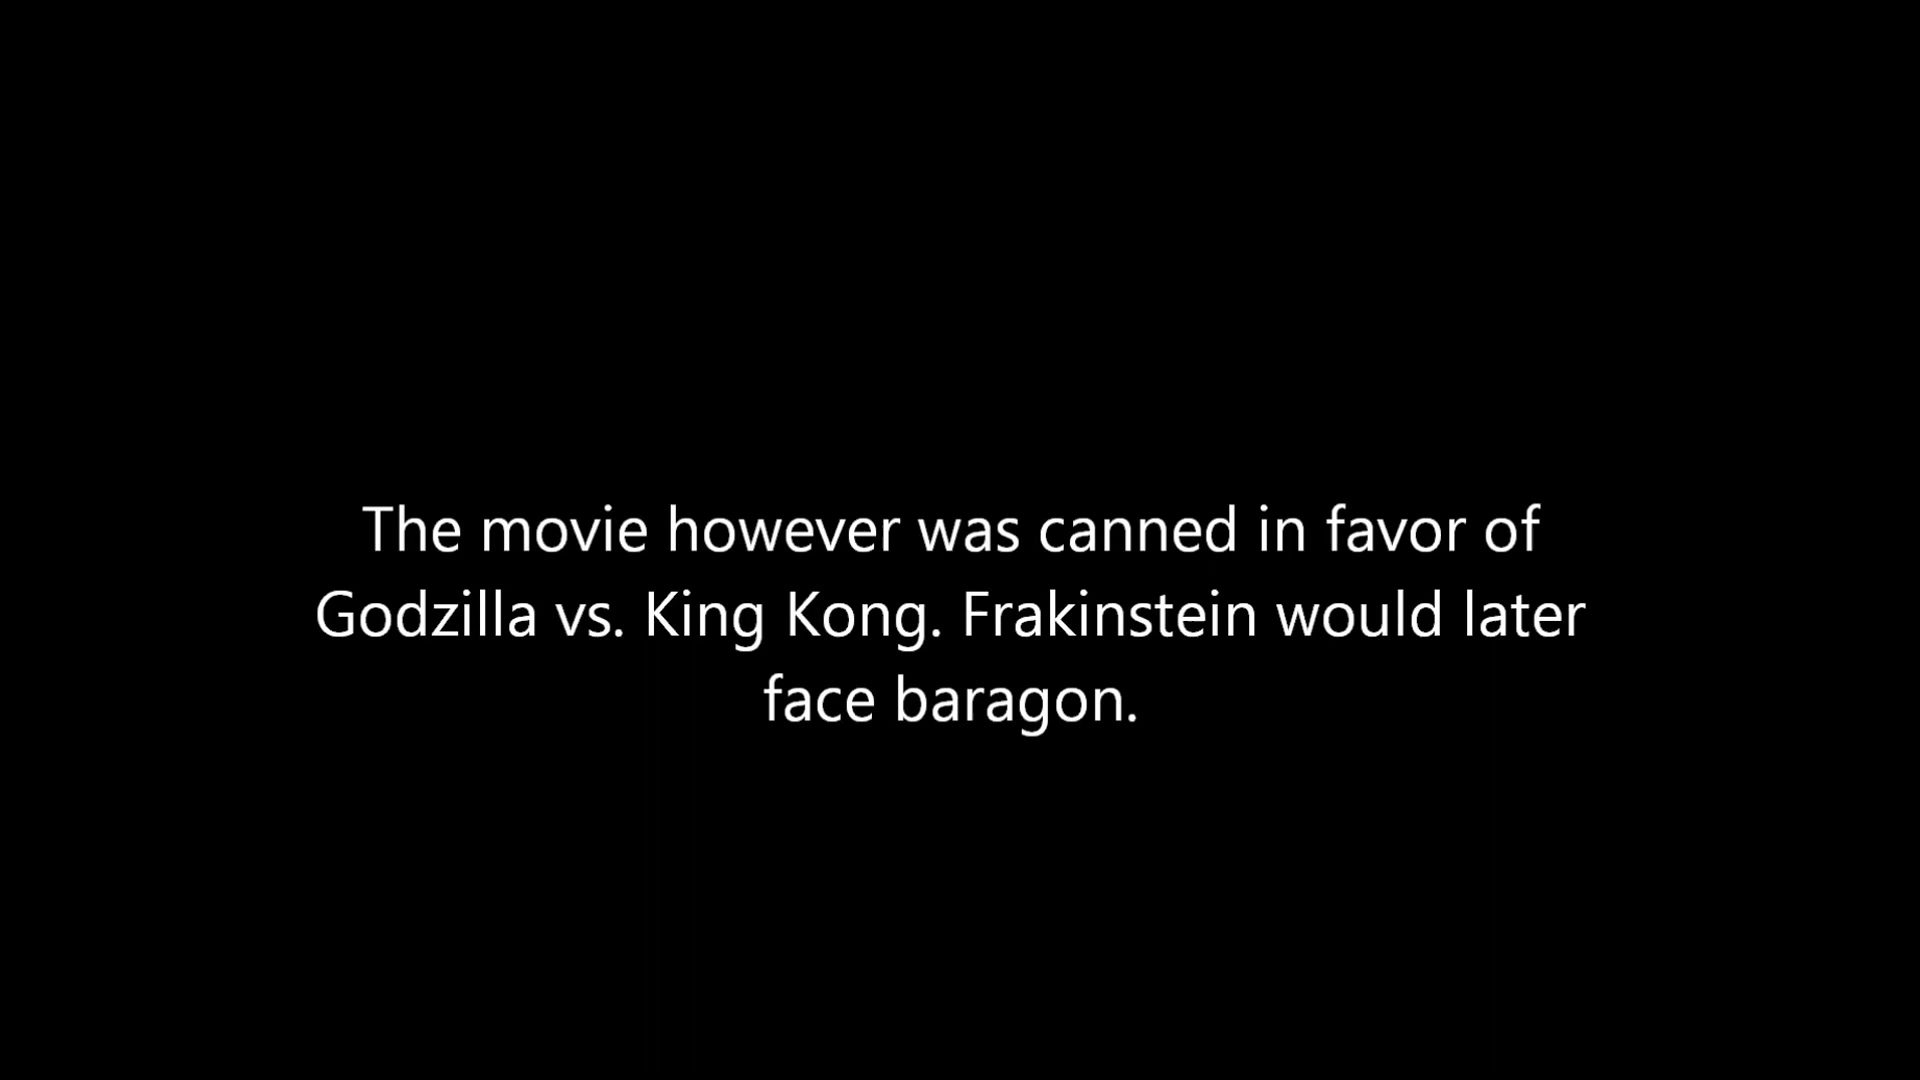 The movie however was canned in favor of
Godzilla vs. King Kong. Frakinstein would later
face baragon.